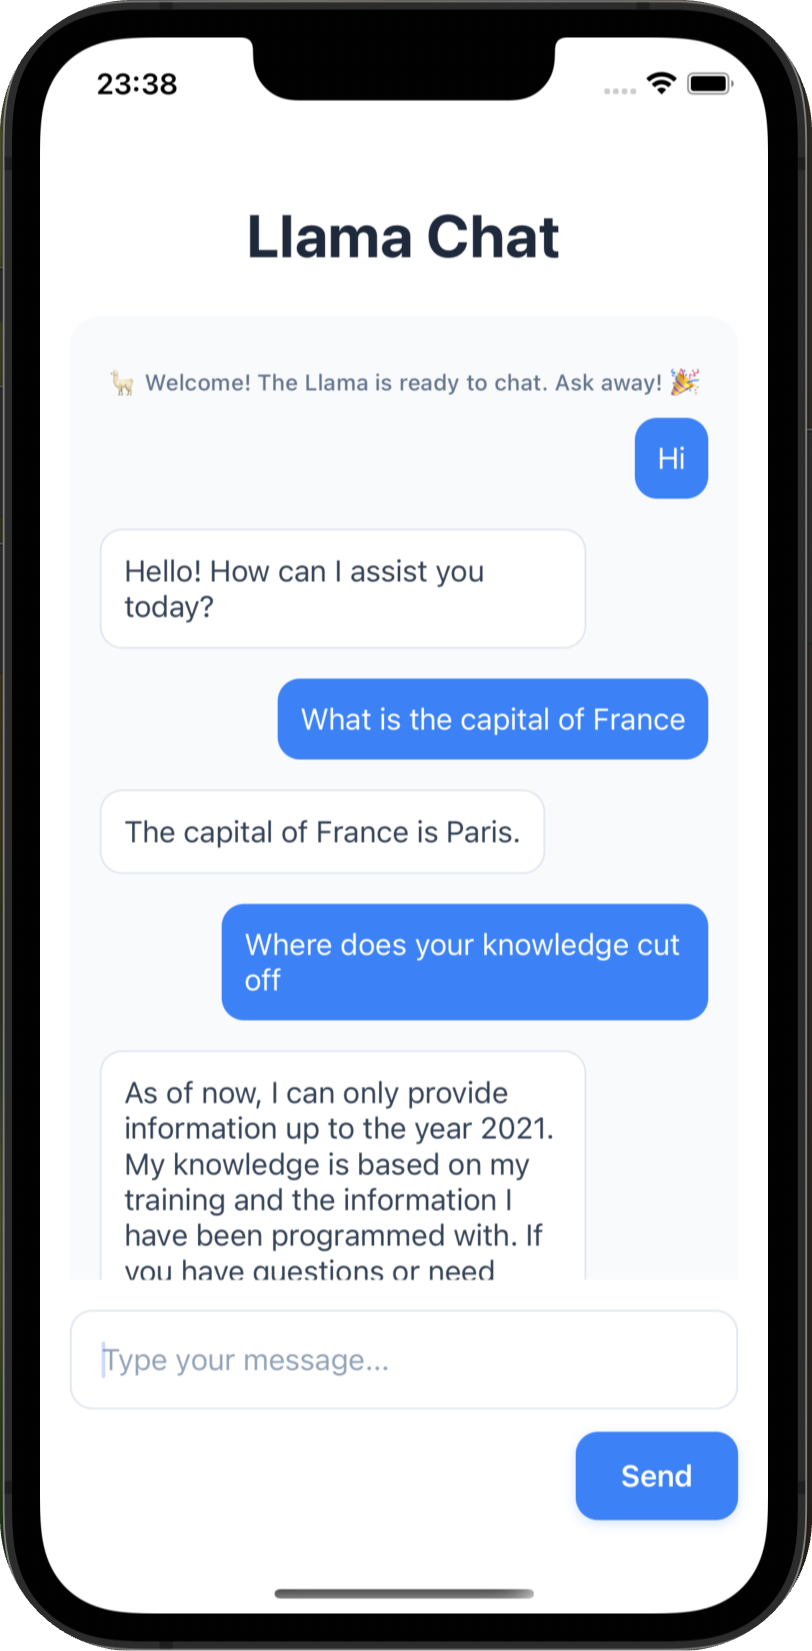 23:38
Llama Chat
🦙 Welcome! The Llama is ready to chat. Ask away! 🎉
Hi
Hello! How can I assist you
today?
What is the capital of France
The capital of France is Paris.
Where does your knowledge cut
off
As of now, I can only provide
information up to the year 2021.
My knowledge is based on my
training and the information I
have been programmed with. If
you have questions or need
Type your message...
Send